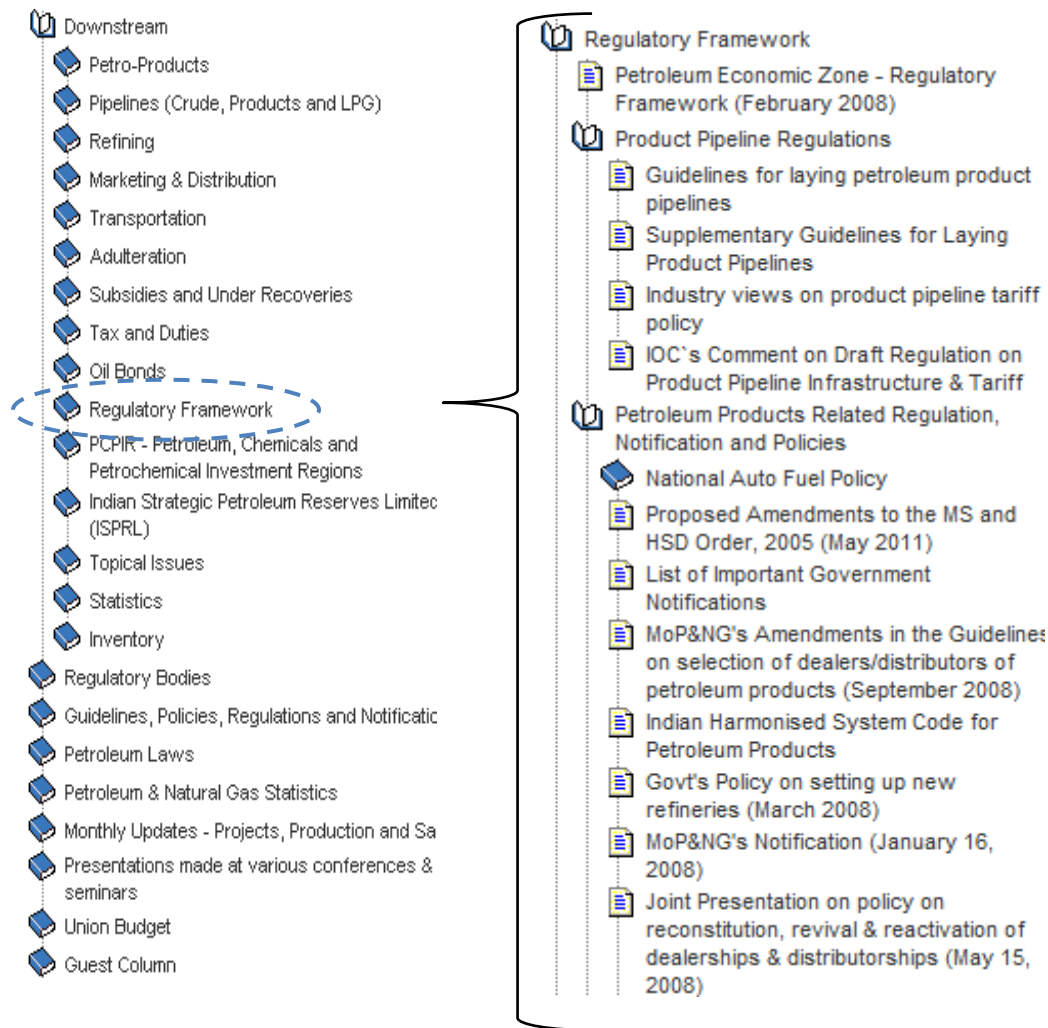 Downstream
Petro-Products
Pipelines (Crude, Products and LPG)
Refining
Marketing & Distribution
Transportation
Adulteration
Subsidies and Under Recoveries
Tax and Duties
Oil Bonds
Regulatory Framework
PCPIR - Petroleum, Chemicals and
Petrochemical Investment Regions
Indian Strategic Petroleum Reserves Limitec
(ISPRL)
Topical Issues
Statistics
Inventory
Regulatory Bodies
Guidelines, Policies, Regulations and Notificatic
Petroleum Laws
Petroleum & Natural Gas Statistics
Monthly Updates - Projects, Production and Sa
Presentations made at various conferences &
seminars
Union Budget
Guest Column
Regulatory Framework
Petroleum Economic Zone - Regulatory
Framework (February 2008)
Product Pipeline Regulations
Guidelines for laying petroleum product
pipelines
Supplementary Guidelines for Laying
Product Pipelines
Industry views on product pipeline tariff
policy
IOC`s Comment on Draft Regulation on
Product Pipeline Infrastructure & Tariff
Petroleum Products Related Regulation,
Notification and Policies
National Auto Fuel Policy
Proposed Amendments to the MS and
HSD Order, 2005 (May 2011)
List of Important Government
Notifications
MoP&NG's Amendments in the Guidelines
on selection of dealers/distributors of
petroleum products (September 2008)
Indian Harmonised System Code for
Petroleum Products
Govt's Policy on setting up new
refineries (March 2008)
MoP&NG's Notification (January 16,
2008)
Joint Presentation on policy on
reconstitution, revival & reactivation of
dealerships & distributorships (May 15,
2008)